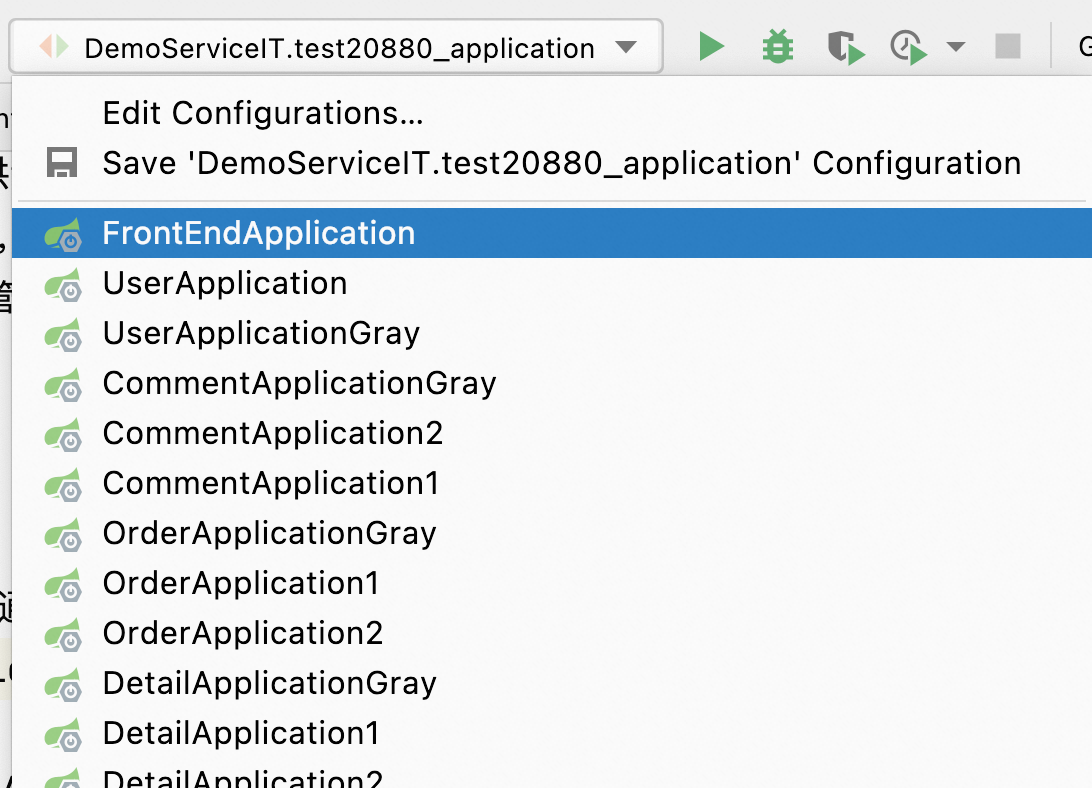 DemoServiceIT.test20880_application
Edit Configurations...
Save 'DemoServiceIT.test20880_application' Configuration
FrontEndApplication
UserApplication
UserApplicationGray
CommentApplicationGray
CommentApplication2
CommentApplication1
OrderApplicationGray
OrderApplication1
OrderApplication2
DetailApplicationGray
DetailApplication1
DetailApplication2